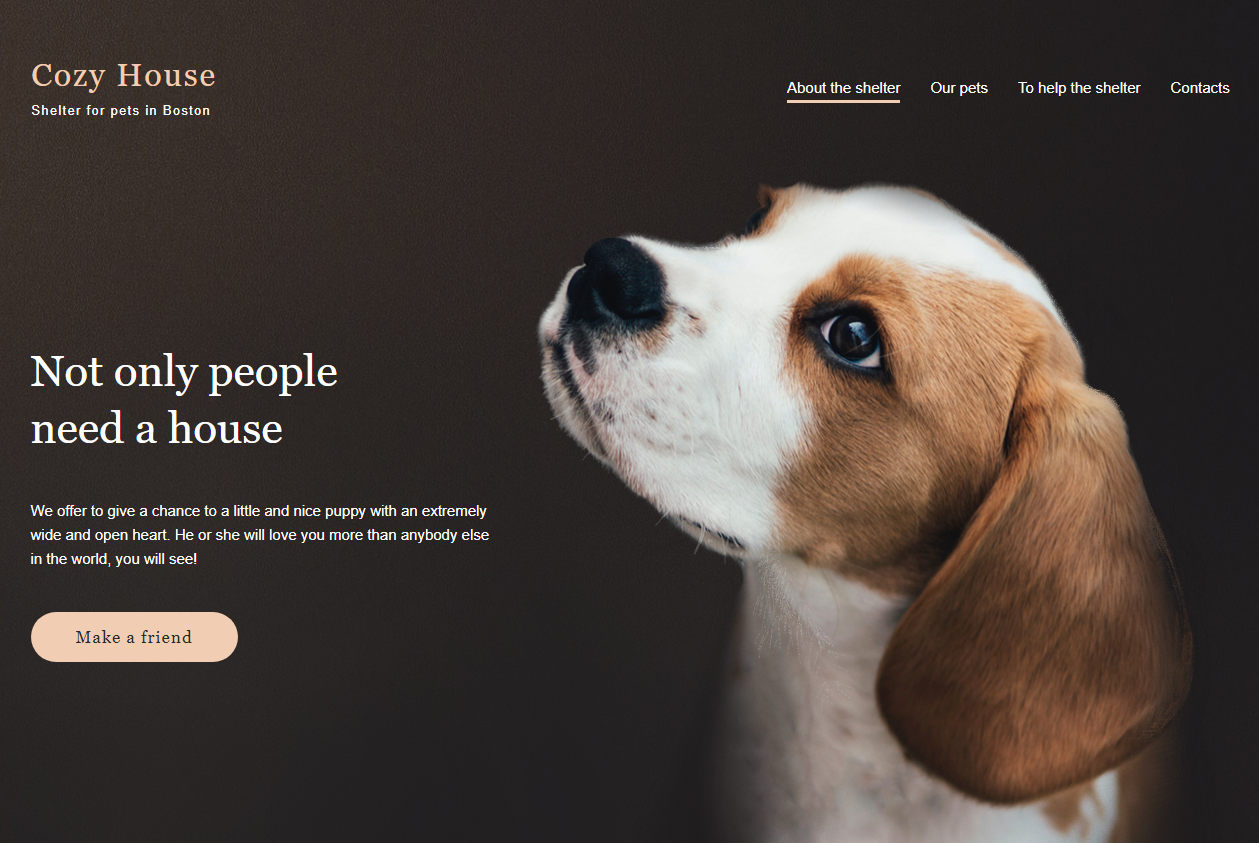 Cozy House
Shelter for pets in Boston
About the shelter
Our pets
To help the shelter
Contacts
Not only people
need a house
We offer to give a chance to a little and nice puppy with an extremely
wide and open heart. He or she will love you more than anybody else
in the world, you will see!
Make a friend